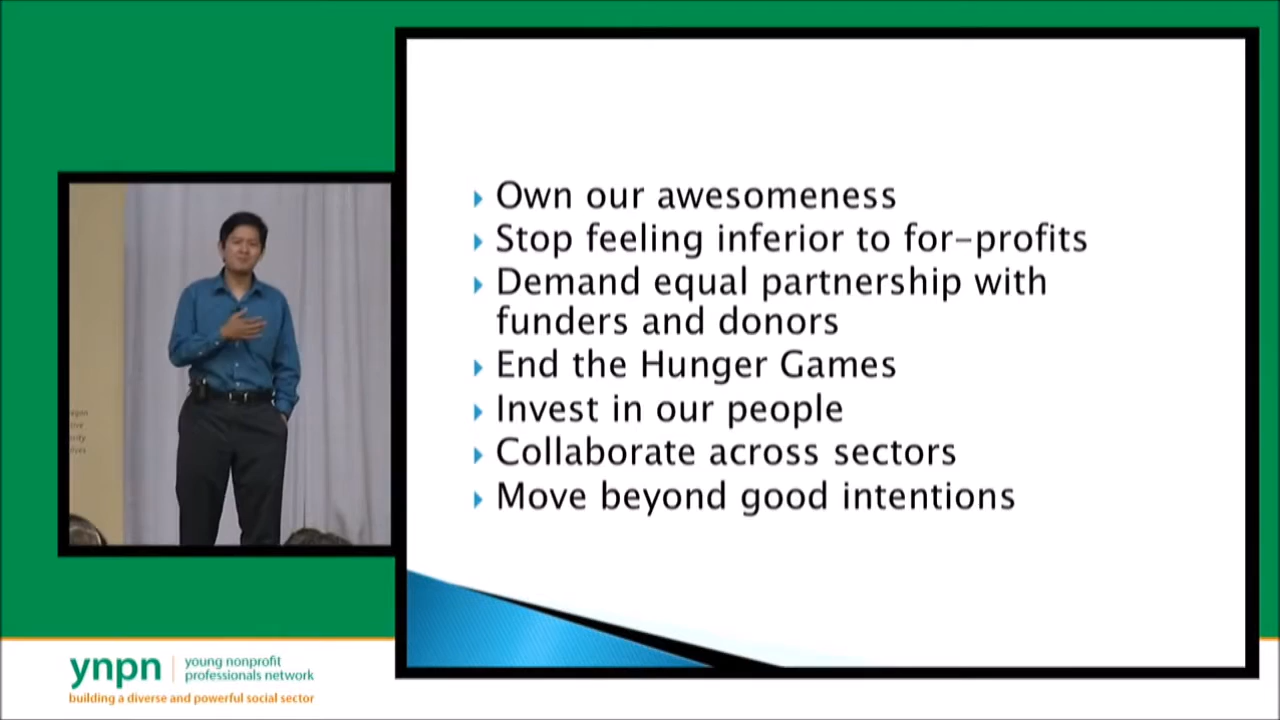 Own our awesomeness
Stop feeling inferior to for-profits
Demand equal partnership with
funders and donors
End the Hunger Games
Invest in our people
Collaborate across sectors
Move beyond good intentions
ynpn
young nonprofit
professionals network
building a diverse and powerful social sector